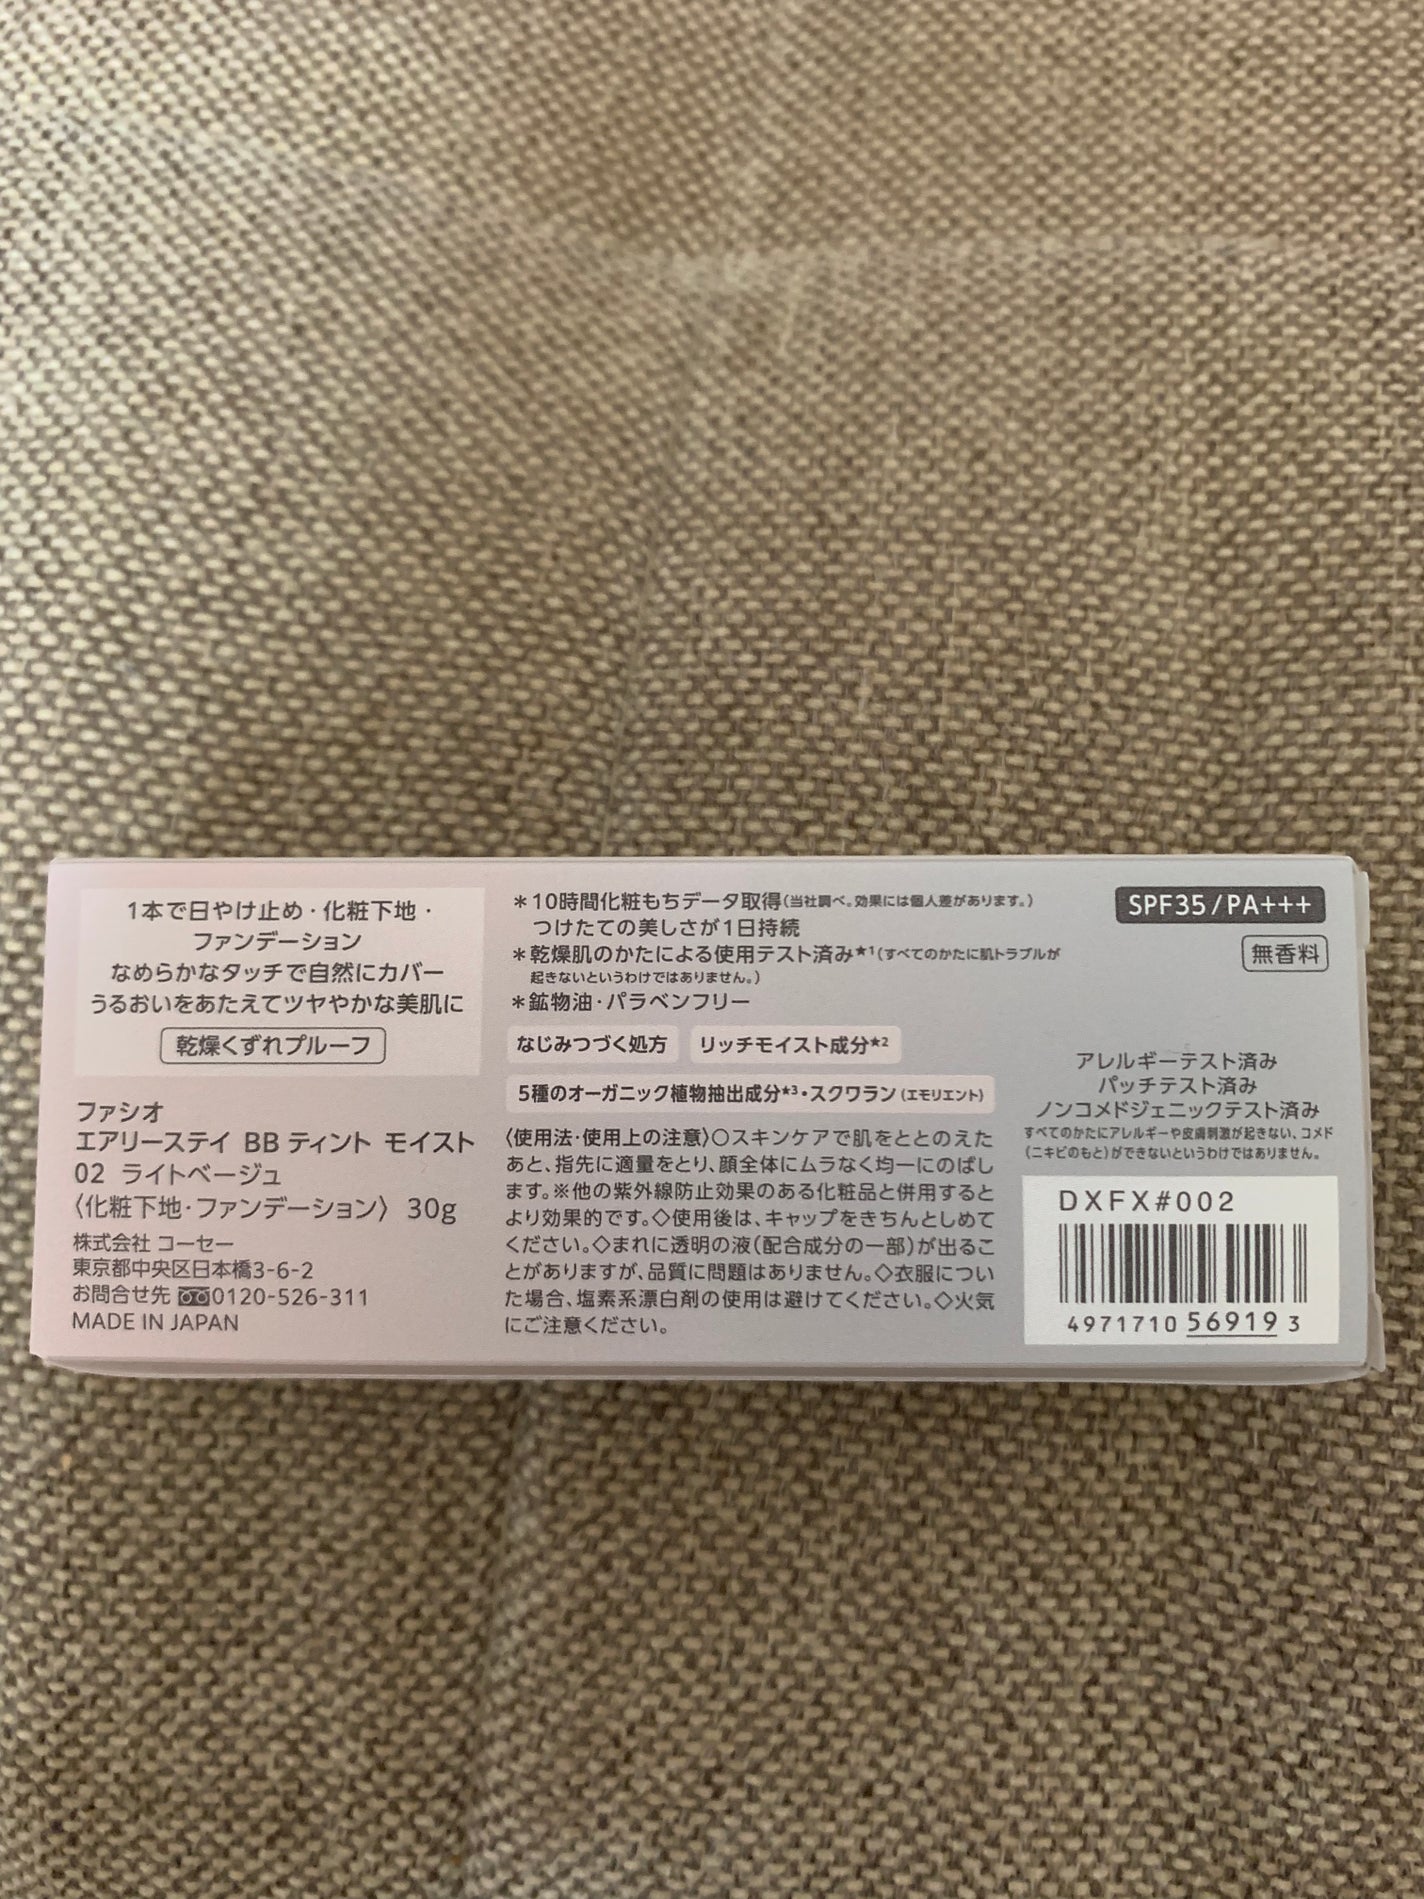 1本で日やけ止め・化粧下地・
ファンデーション
なめらかなタッチで自然にカバー
うるおいをあたえてツヤやかな美肌に
乾燥くずれプルーフ
ファシオ
エアリーステイ BB ティント モイスト
02 ライトベージュ
〈化粧下地・ファンデーション〉 30g
株式会社 コーセー
東京都中央区日本橋3-6-2
お問合せ先 0120-526-311
MADE IN JAPAN
＊10時間化粧もちデータ取得(当社調べ。効果には個人差があります。)
つけたての美しさが1日持続
＊乾燥肌のかたによる使用テスト済み★1(すべてのかたに肌トラブルが
起きないというわけではありません。)
＊鉱物油・パラベンフリー
なじみつづく処方 リッチモイスト成分★2
5種のオーガニック植物抽出成分★3・スクワラン(エモリエント)
〈使用法・使用上の注意〉○スキンケアで肌をととのえた
あと、指先に適量をとり、顔全体にムラなく均一にのばし
ます。※他の紫外線防止効果のある化粧品と併用すると
より効果的です。◇使用後は、キャップをきちんとしめて
ください。◇まれに透明の液(配合成分の一部)が出るこ
とがありますが、品質に問題はありません。◇衣服につい
た場合、塩素系漂白剤の使用は避けてください。◇火気
にご注意ください。
SPF35/PA+++
無香料
アレルギーテスト済み
パッチテスト済み
ノンコメドジェニックテスト済み
すべてのかたにアレルギーや皮膚刺激が起きない、コメド
(ニキビのもと)ができないというわけではありません。
DXFX#002
4971710 56919 3